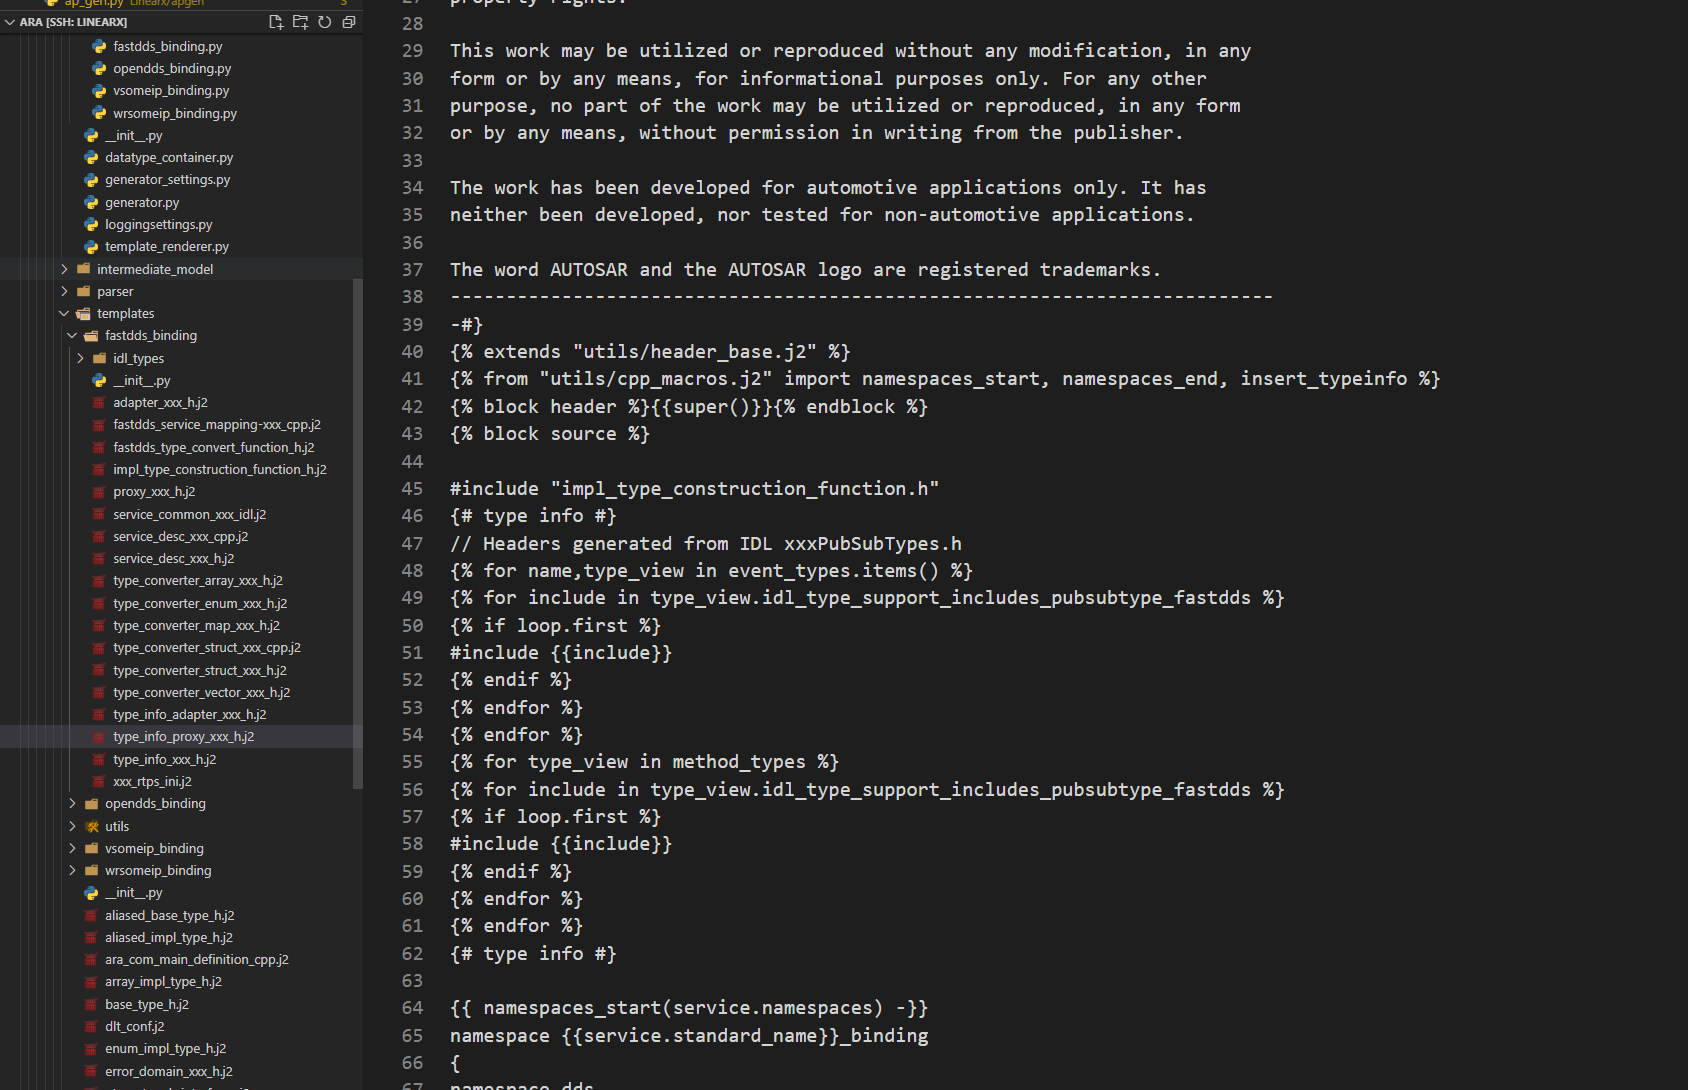 ap_gen.py Linearx/apgen 3
ARA [SSH: LINEARX]
fastdds_binding.py
opendds_binding.py
vsomeip_binding.py
wrsomeip_binding.py
__init__.py
datatype_container.py
generator_settings.py
generator.py
loggingsettings.py
template_renderer.py
intermediate_model
parser
templates
fastdds_binding
idl_types
__init__.py
adapter_xxx_h.j2
fastdds_service_mapping-xxx_cpp.j2
fastdds_type_convert_function_h.j2
impl_type_construction_function_h.j2
proxy_xxx_h.j2
service_common_xxx_idl.j2
service_desc_xxx_cpp.j2
service_desc_xxx_h.j2
type_converter_array_xxx_h.j2
type_converter_enum_xxx_h.j2
type_converter_map_xxx_h.j2
type_converter_struct_xxx_cpp.j2
type_converter_struct_xxx_h.j2
type_converter_vector_xxx_h.j2
type_info_adapter_xxx_h.j2
type_info_proxy_xxx_h.j2
type_info_xxx_h.j2
xxx_rtps_ini.j2
opendds_binding
utils
vsomeip_binding
wrsomeip_binding
__init__.py
aliased_base_type_h.j2
aliased_impl_type_h.j2
ara_com_main_definition_cpp.j2
array_impl_type_h.j2
base_type_h.j2
dlt_conf.j2
enum_impl_type_h.j2
error_domain_xxx_h.j2
27 property rights.
28
29 This work may be utilized or reproduced without any modification, in any
30 form or by any means, for informational purposes only. For any other
31 purpose, no part of the work may be utilized or reproduced, in any form
32 or by any means, without permission in writing from the publisher.
33
34 The work has been developed for automotive applications only. It has
35 neither been developed, nor tested for non-automotive applications.
36
37 The word AUTOSAR and the AUTOSAR logo are registered trademarks.
38 --------------------------------------------------------------------------
39 -#}
40 {% extends "utils/header_base.j2" %}
41 {% from "utils/cpp_macros.j2" import namespaces_start, namespaces_end, insert_typeinfo %}
42 {% block header %}{{super()}}{% endblock %}
43 {% block source %}
44
45 #include "impl_type_construction_function.h"
46 {# type info #}
47 // Headers generated from IDL xxxPubSubTypes.h
48 {% for name,type_view in event_types.items() %}
49 {% for include in type_view.idl_type_support_includes_pubsubtype_fastdds %}
50 {% if loop.first %}
51 #include {{include}}
52 {% endif %}
53 {% endfor %}
54 {% endfor %}
55 {% for type_view in method_types %}
56 {% for include in type_view.idl_type_support_includes_pubsubtype_fastdds %}
57 {% if loop.first %}
58 #include {{include}}
59 {% endif %}
60 {% endfor %}
61 {% endfor %}
62 {# type info #}
63
64 {{ namespaces_start(service.namespaces) -}}
65 namespace {{service.standard_name}}_binding
66 {
67 namespace dds